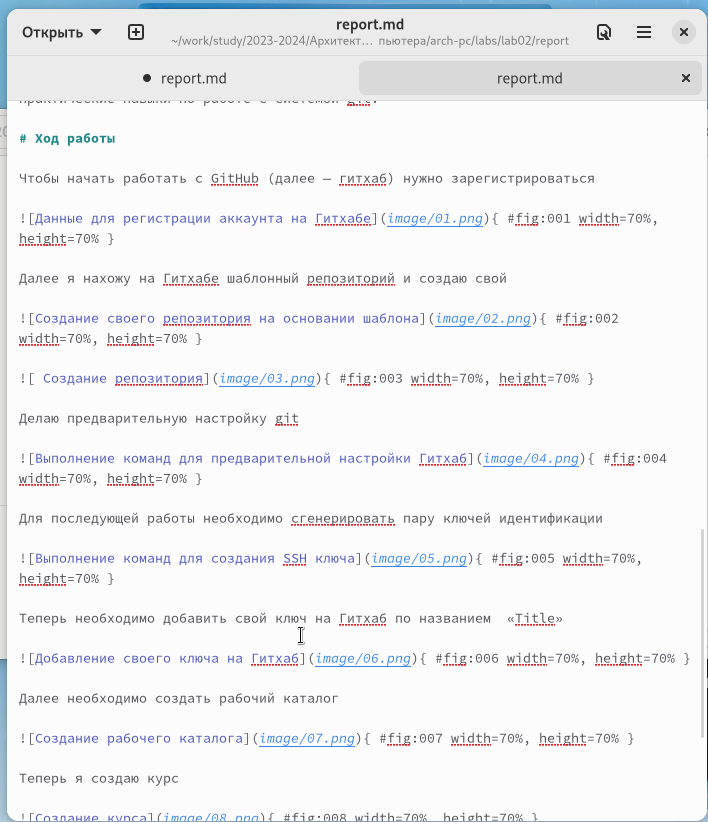 Открыть
report.md
~/work/study/2023-2024/Архитект… пьютера/arch-pc/labs/lab02/report
report.md
report.md
практические навыки по работе с системой git.
# Ход работы
Чтобы начать работать с GitHub (далее — гитхаб) нужно зарегистрироваться
![Данные для регистрации аккаунта на Гитхабе](image/01.png){ #fig:001 width=70%,
height=70% }
Далее я нахожу на Гитхабе шаблонный репозиторий и создаю свой
![Создание своего репозитория на основании шаблона](image/02.png){ #fig:002
width=70%, height=70% }
![ Создание репозитория](image/03.png){ #fig:003 width=70%, height=70% }
Делаю предварительную настройку git
![Выполнение команд для предварительной настройки Гитхаб](image/04.png){ #fig:004
width=70%, height=70% }
Для последующей работы необходимо сгенерировать пару ключей идентификации
![Выполнение команд для создания SSH ключа](image/05.png){ #fig:005 width=70%,
height=70% }
Теперь необходимо добавить свой ключ на Гитхаб по названием  «Title»
![Добавление своего ключа на Гитхаб](image/06.png){ #fig:006 width=70%, height=70% }
Далее необходимо создать рабочий каталог
![Создание рабочего каталога](image/07.png){ #fig:007 width=70%, height=70% }
Теперь я создаю курс
![Создание курса](image/08.png){ #fig:008 width=70%, height=70% }